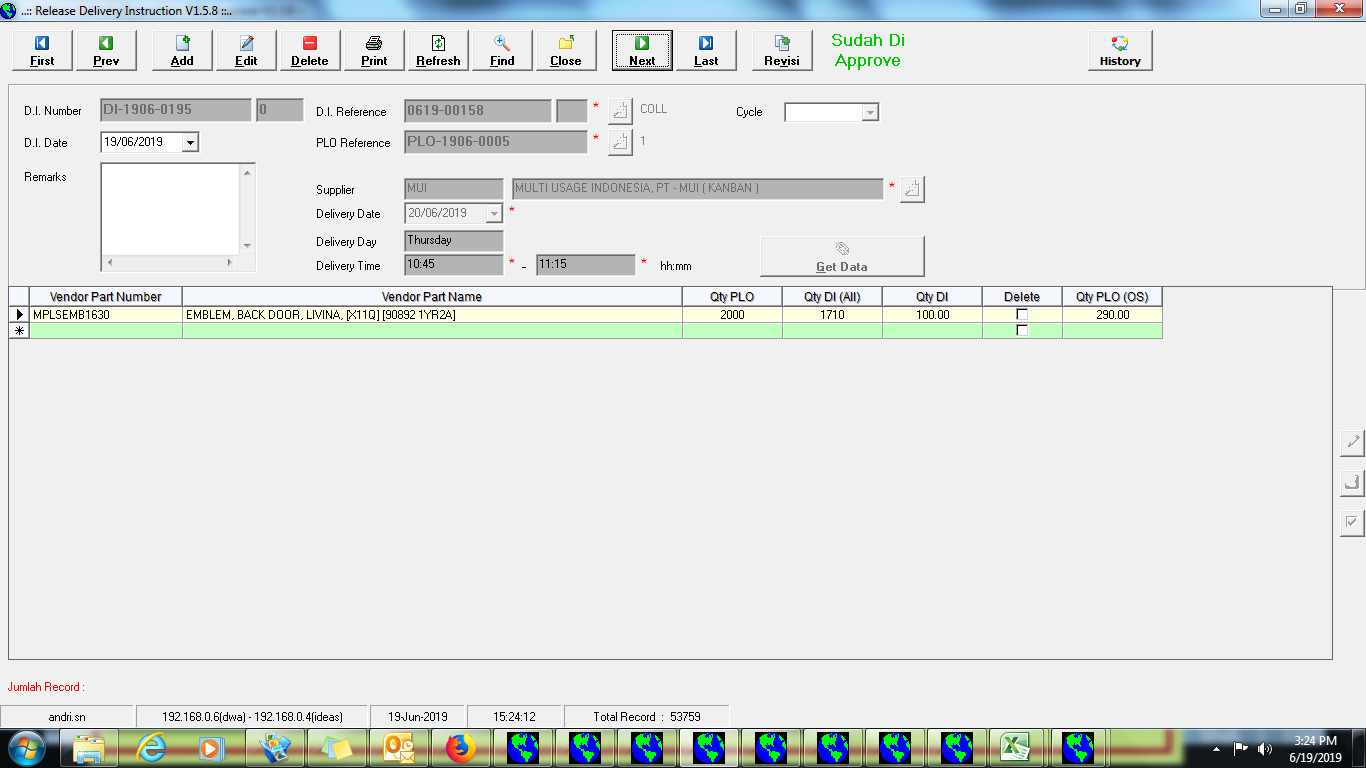 ..:: Release Delivery Instruction V1.5.8 ::..
First Prev Add Edit Delete Print Refresh Find Close Next Last Revisi Sudah Di Approve History
D.I. Number DI-1906-0195 0 D.I. Reference 0619-00158 * COLL Cycle
D.I. Date 19/06/2019 PLO Reference PLO-1906-0005 * 1
Remarks
Supplier MUI MULTI USAGE INDONESIA, PT - MUI ( KANBAN ) *
Delivery Date 20/06/2019 *
Delivery Day Thursday
Delivery Time 10:45 * - 11:15 * hh:mm
Get Data
Vendor Part Number Vendor Part Name Qty PLO Qty DI (All) Qty DI Delete Qty PLO (OS)
MPLSEMB1630 EMBLEM, BACK DOOR, LIVINA, [X11Q] [90892 1YR2A] 2000 1710 100.00 290.00
Jumlah Record :
andri.sn 192.168.0.6(dwa) - 192.168.0.4(ideas) 19-Jun-2019 15:24:12 Total Record : 53759
3:24 PM
6/19/2019